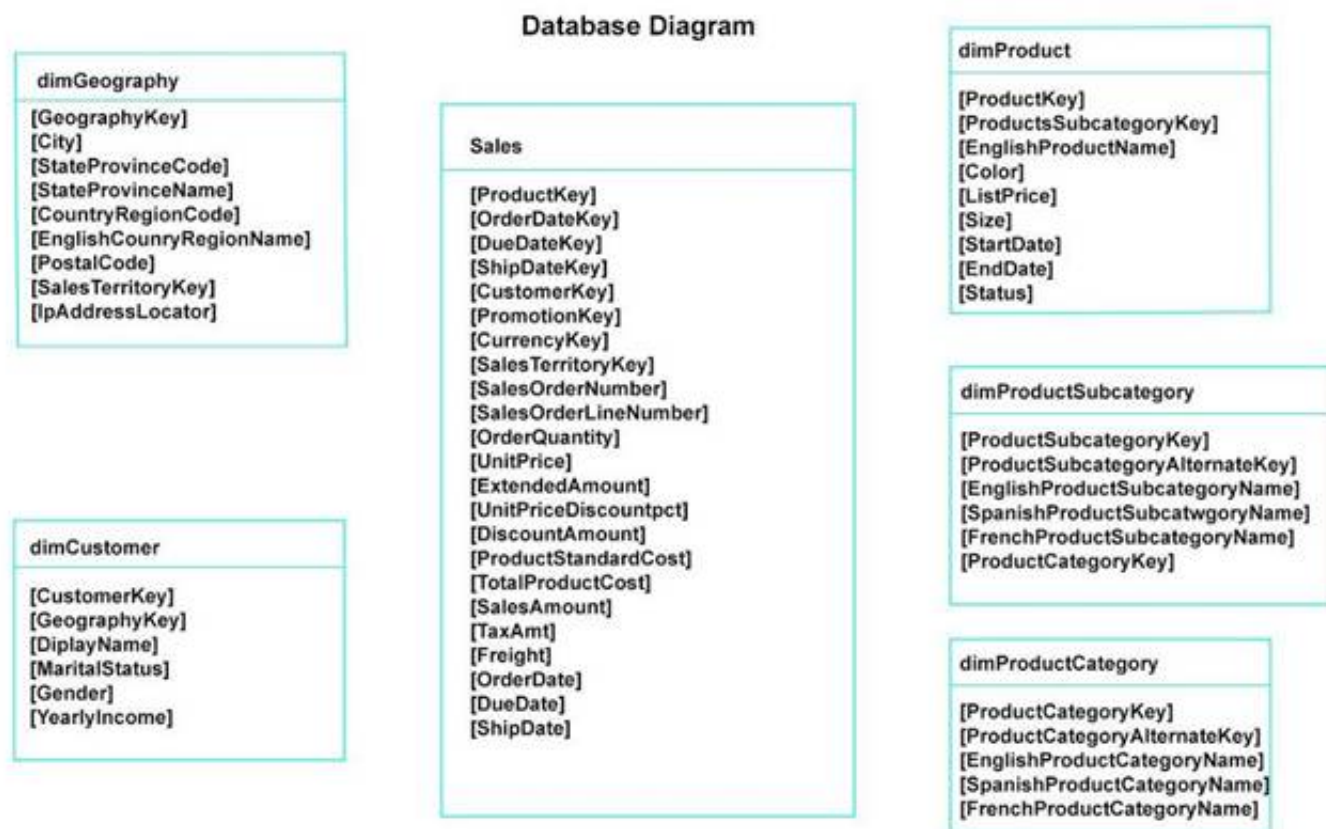 Database Diagram
dimGeography
[GeographyKey]
[City]
[StateProvinceCode]
[StateProvinceName]
[CountryRegionCode]
[EnglishCounryRegionName]
[PostalCode]
[SalesTerritoryKey]
[IpAddressLocator]
dimCustomer
[CustomerKey]
[GeographyKey]
[DiplayName]
[MaritalStatus]
[Gender]
[YearlyIncome]
Sales
[ProductKey]
[OrderDateKey]
[DueDateKey]
[ShipDateKey]
[CustomerKey]
[PromotionKey]
[CurrencyKey]
[SalesTerritoryKey]
[SalesOrderNumber]
[SalesOrderLineNumber]
[OrderQuantity]
[UnitPrice]
[ExtendedAmount]
[UnitPriceDiscountpct]
[DiscountAmount]
[ProductStandardCost]
[TotalProductCost]
[SalesAmount]
[TaxAmt]
[Freight]
[OrderDate]
[DueDate]
[ShipDate]
dimProduct
[ProductKey]
[ProductsSubcategoryKey]
[EnglishProductName]
[Color]
[ListPrice]
[Size]
[StartDate]
[EndDate]
[Status]
dimProductSubcategory
[ProductSubcategoryKey]
[ProductSubcategoryAlternateKey]
[EnglishProductSubcategoryName]
[SpanishProductSubcatwgoryName]
[FrenchProductSubcategoryName]
[ProductCategoryKey]
dimProductCategory
[ProductCategoryKey]
[ProductCategoryAlternateKey]
[EnglishProductCategoryName]
[SpanishProductCategoryName]
[FrenchProductCategoryName]